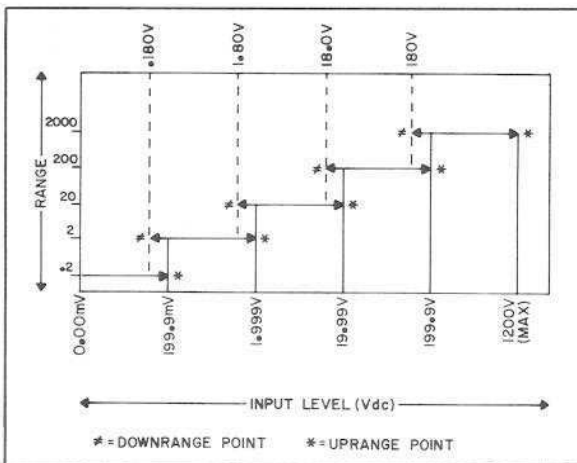 .180V
1.80V
18.0V
180V
RANGE
2000
200
20
2
.2
≠
*
≠
*
≠
*
≠
*
*
0.00mV
199.9mV
1.999V
19.99V
199.9V
1200V
(MAX)
INPUT LEVEL (Vdc)
≠ = DOWNRANGE POINT
* = UPRANGE POINT